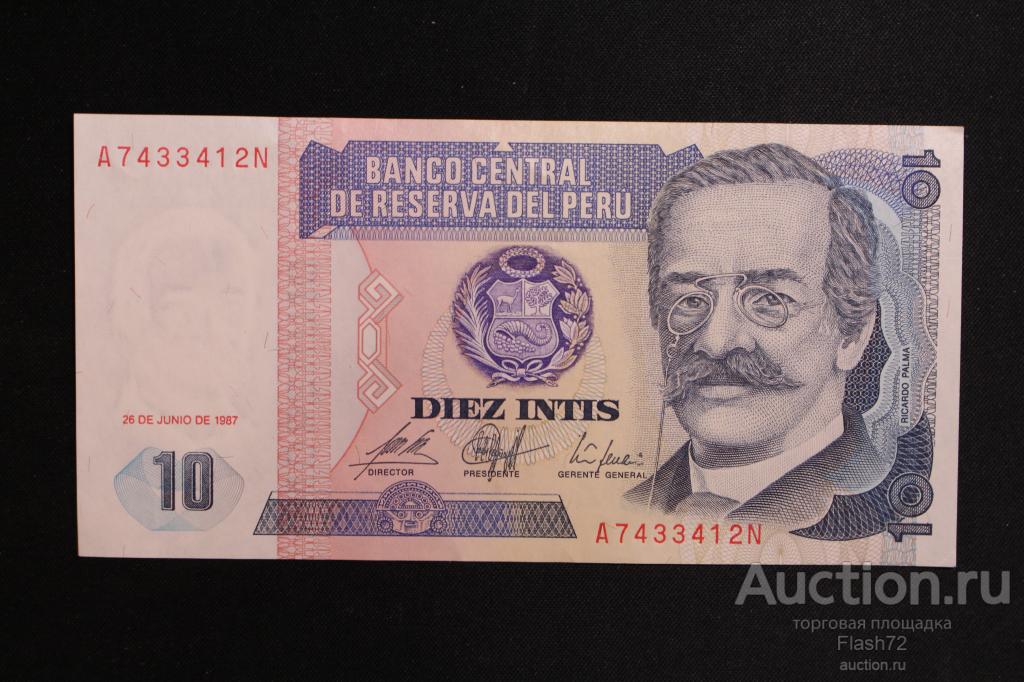 A7433412N
BANCO CENTRAL
DE RESERVA DEL PERU
10
RICARDO PALMA
DIEZ INTIS
26 DE JUNIO DE 1987
DIRECTOR
PRESIDENTE
GERENTE GENERAL
10
10
A7433412N
Auction.ru
торговая площадка
Flash72
auction.ru